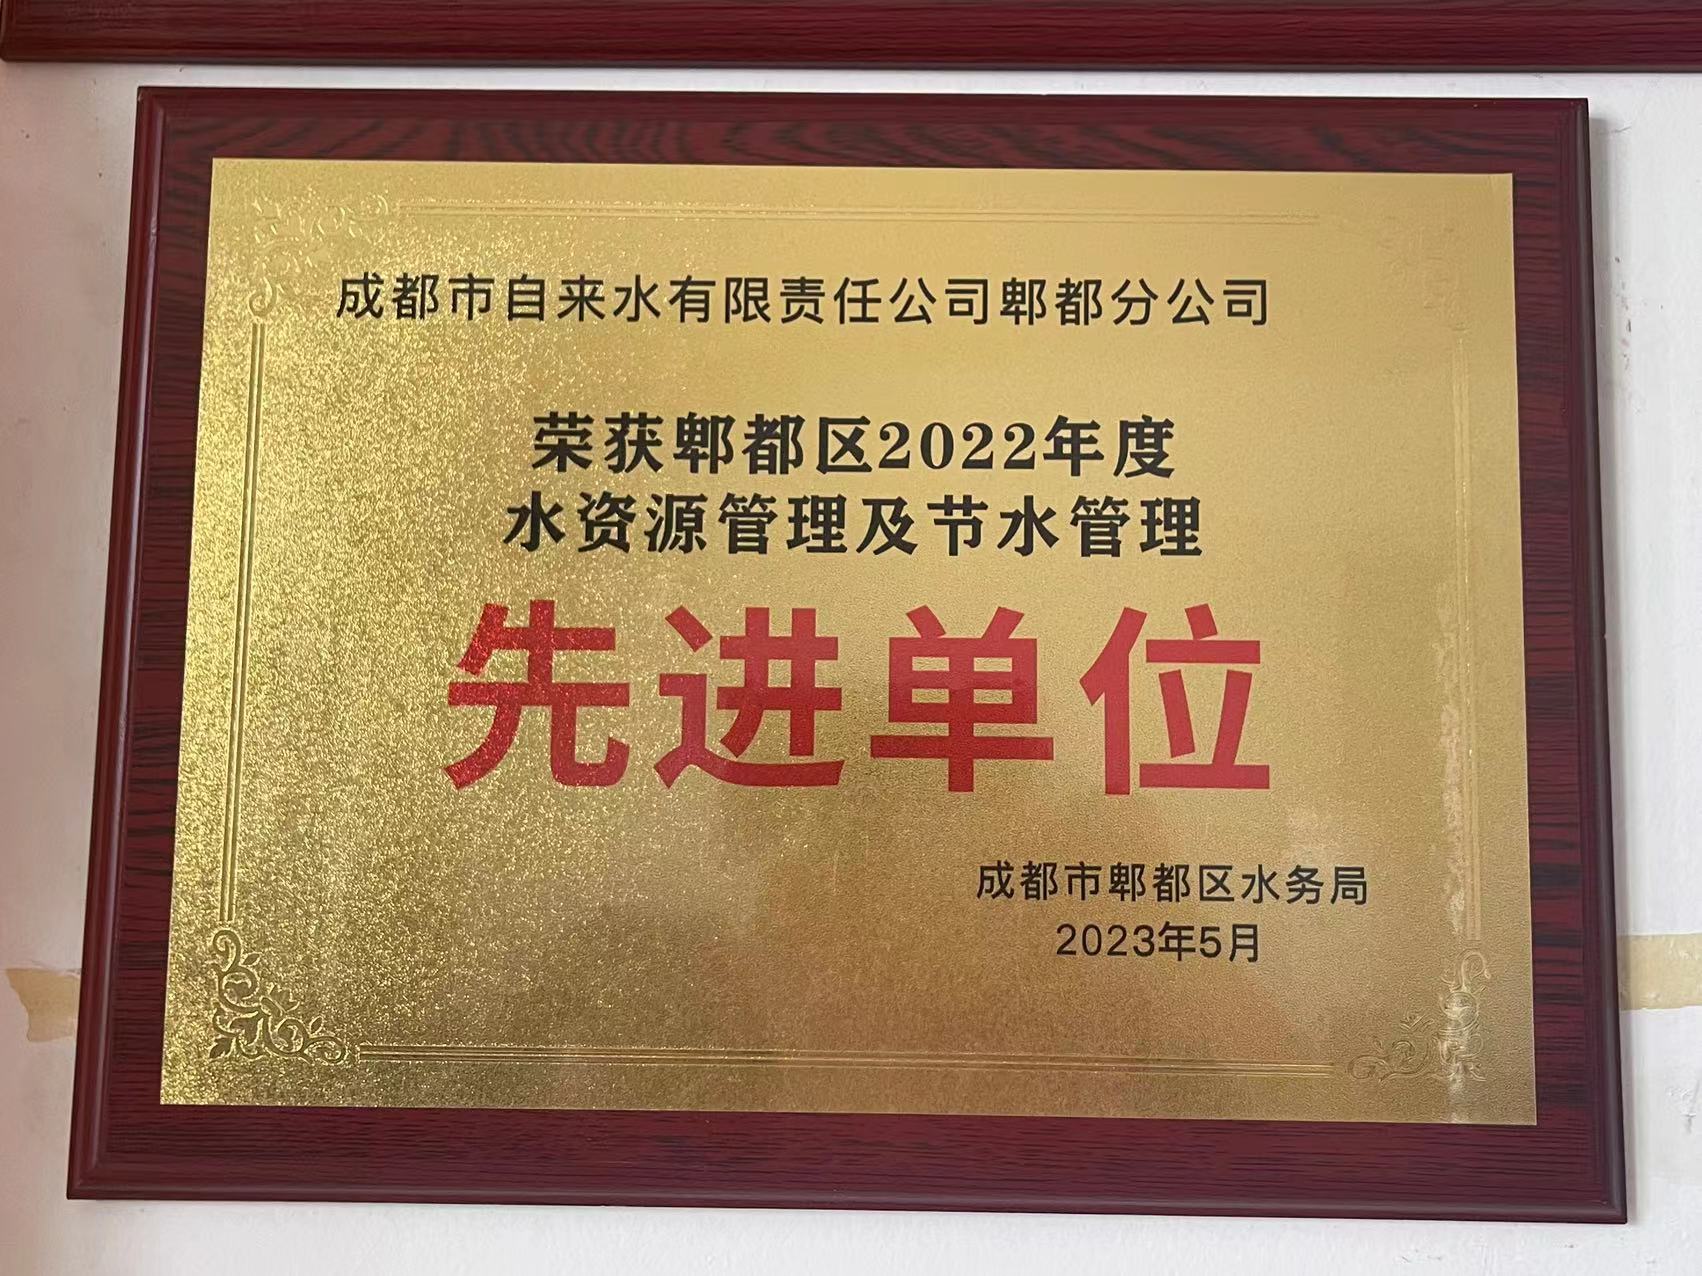 成都市自来水有限责任公司郫都分公司
荣获郫都区2022年度
水资源管理及节水管理
先进单位
成都市郫都区水务局
2023年5月